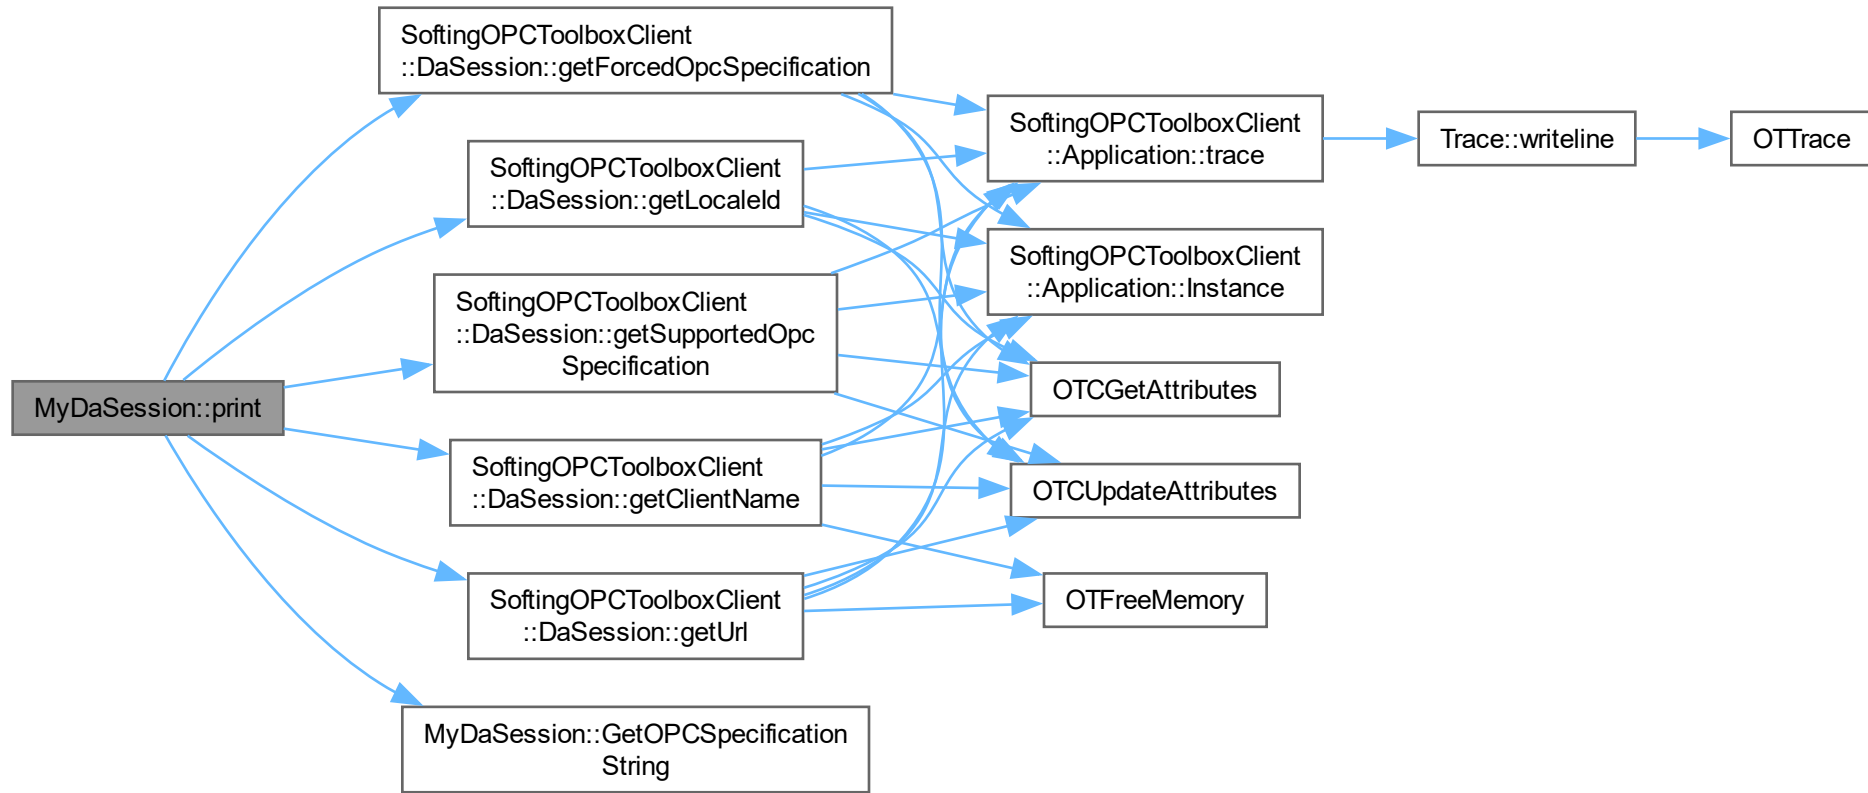 MyDaSession::print
SoftingOPCToolboxClient
::DaSession::getForcedOpcSpecification
SoftingOPCToolboxClient
::DaSession::getLocaleId
SoftingOPCToolboxClient
::DaSession::getSupportedOpc
Specification
SoftingOPCToolboxClient
::DaSession::getClientName
SoftingOPCToolboxClient
::DaSession::getUrl
MyDaSession::GetOPCSpecification
String
SoftingOPCToolboxClient
::Application::trace
SoftingOPCToolboxClient
::Application::Instance
OTCGetAttributes
OTCUpdateAttributes
OTFreeMemory
Trace::writeline
OTTrace